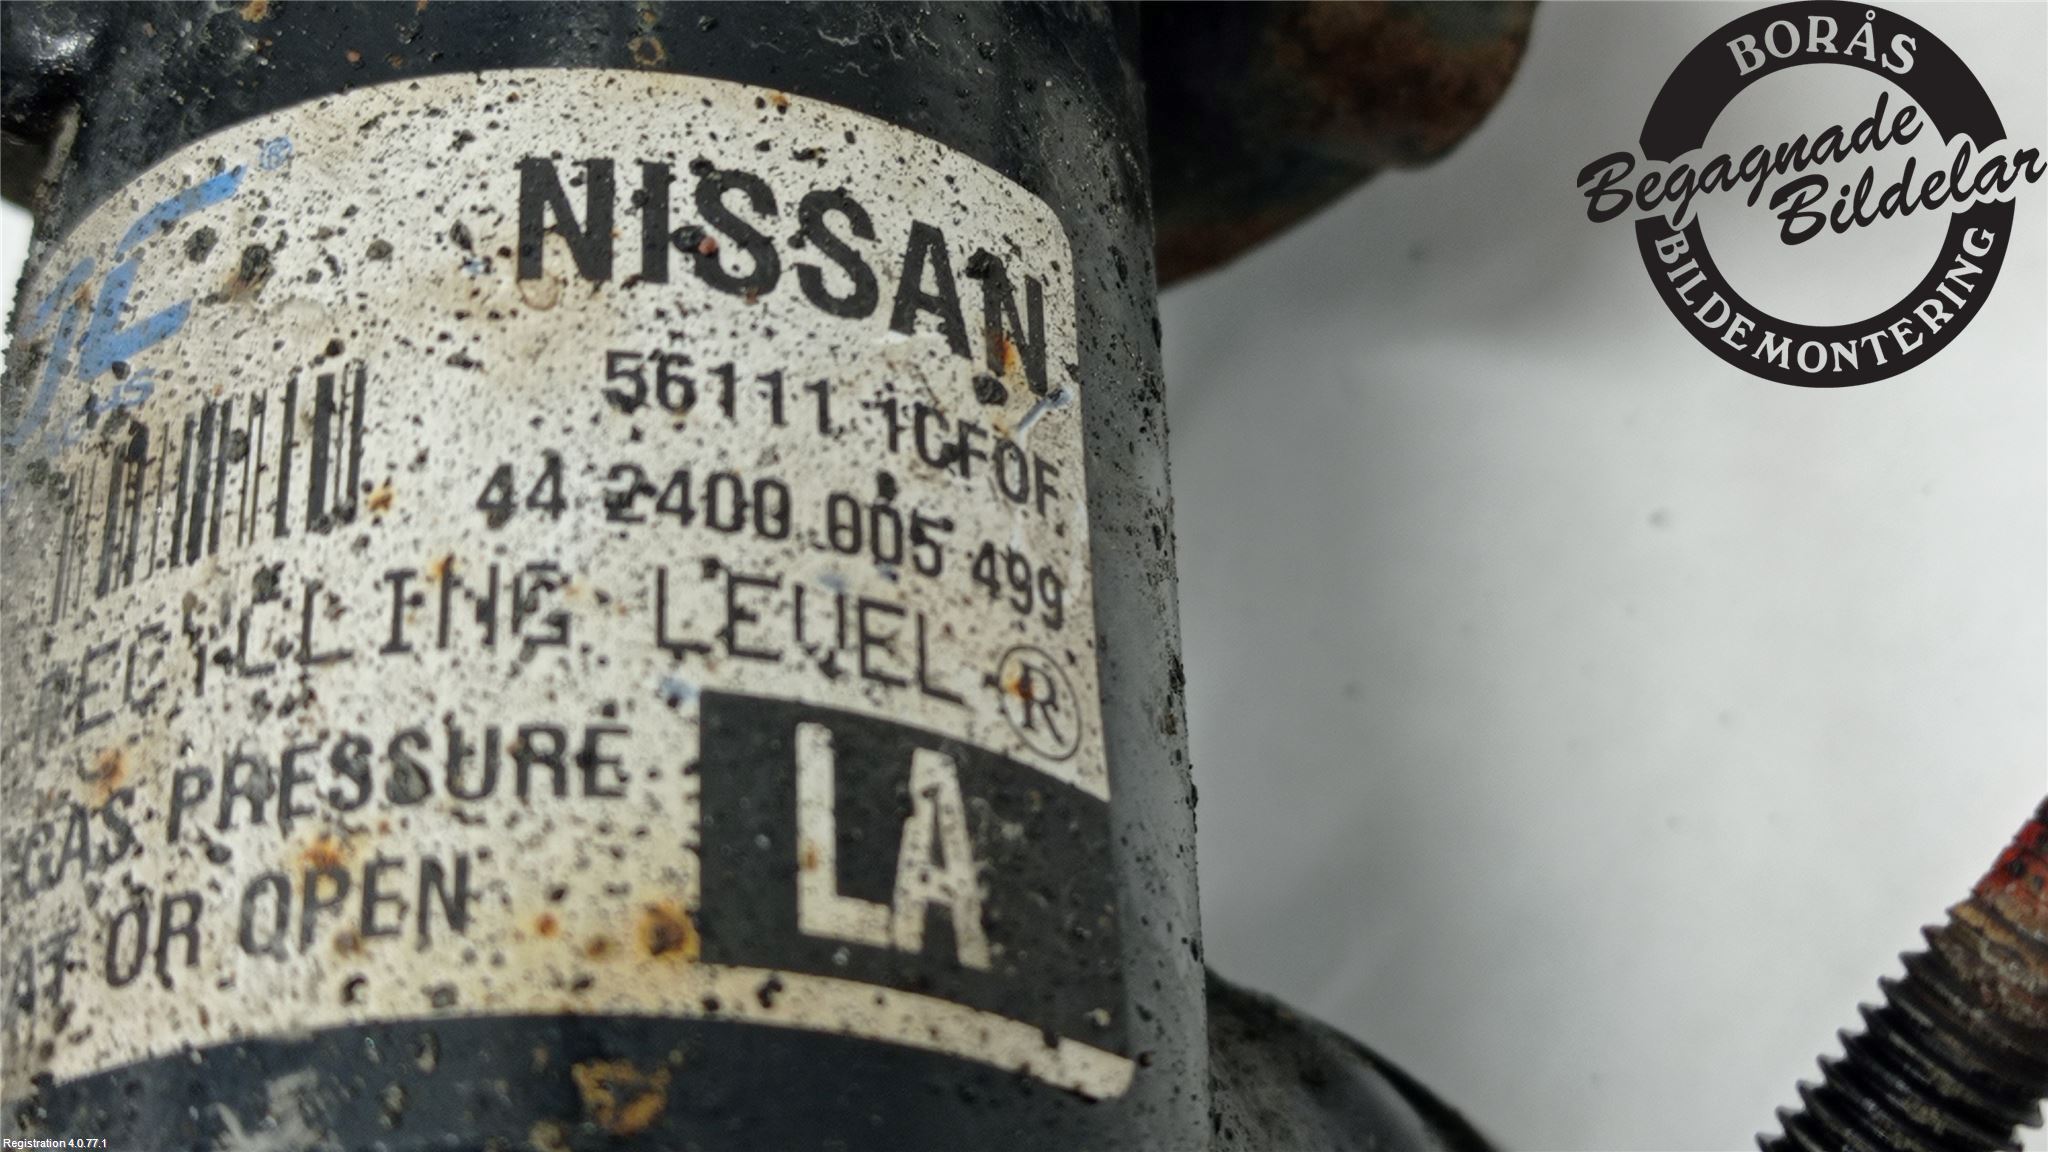 NISSAN
56111 1CF0F
44 2400 005 499
RECYCLING LEVEL R
GAS PRESSURE
OR OPEN
LA
BORÅS
Begagnade
Bildelar
BILDEMONTERING
Registration 4.0.77.1